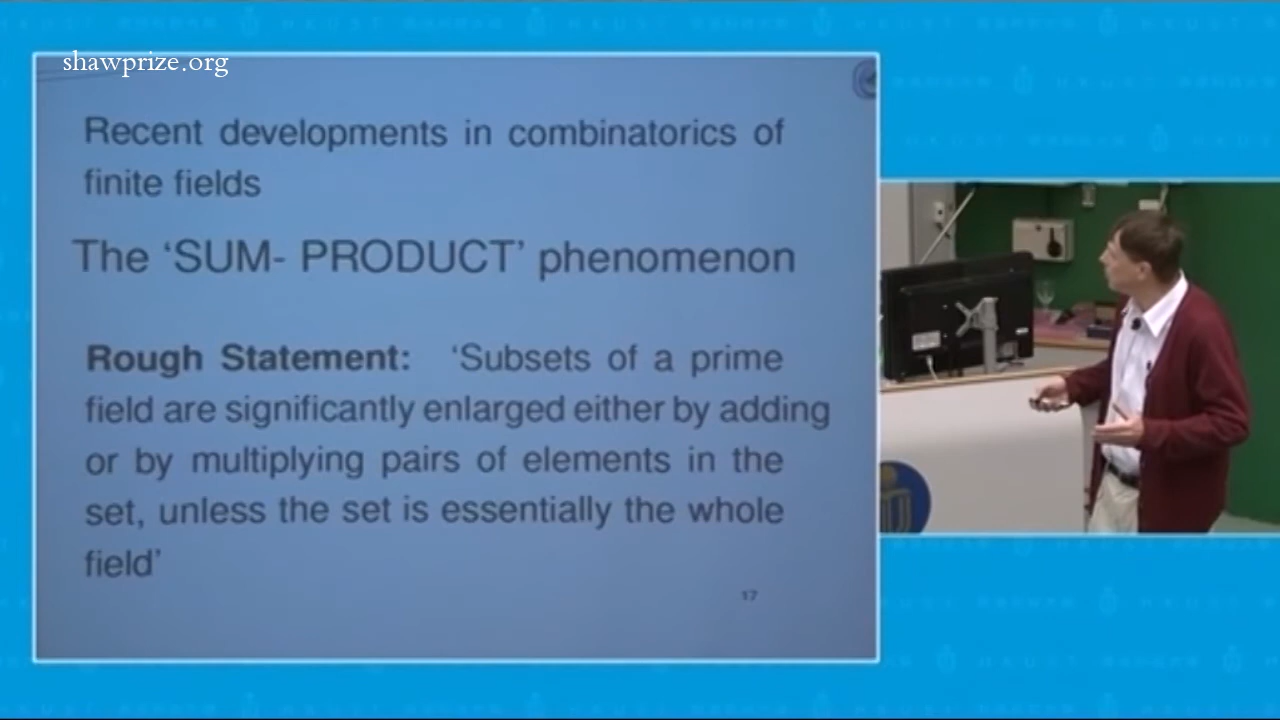 shawprize.org
Recent developments in combinatorics of
finite fields
The ‘SUM- PRODUCT’ phenomenon
Rough Statement: ‘Subsets of a prime
field are significantly enlarged either by adding
or by multiplying pairs of elements in the
set, unless the set is essentially the whole
field’
17